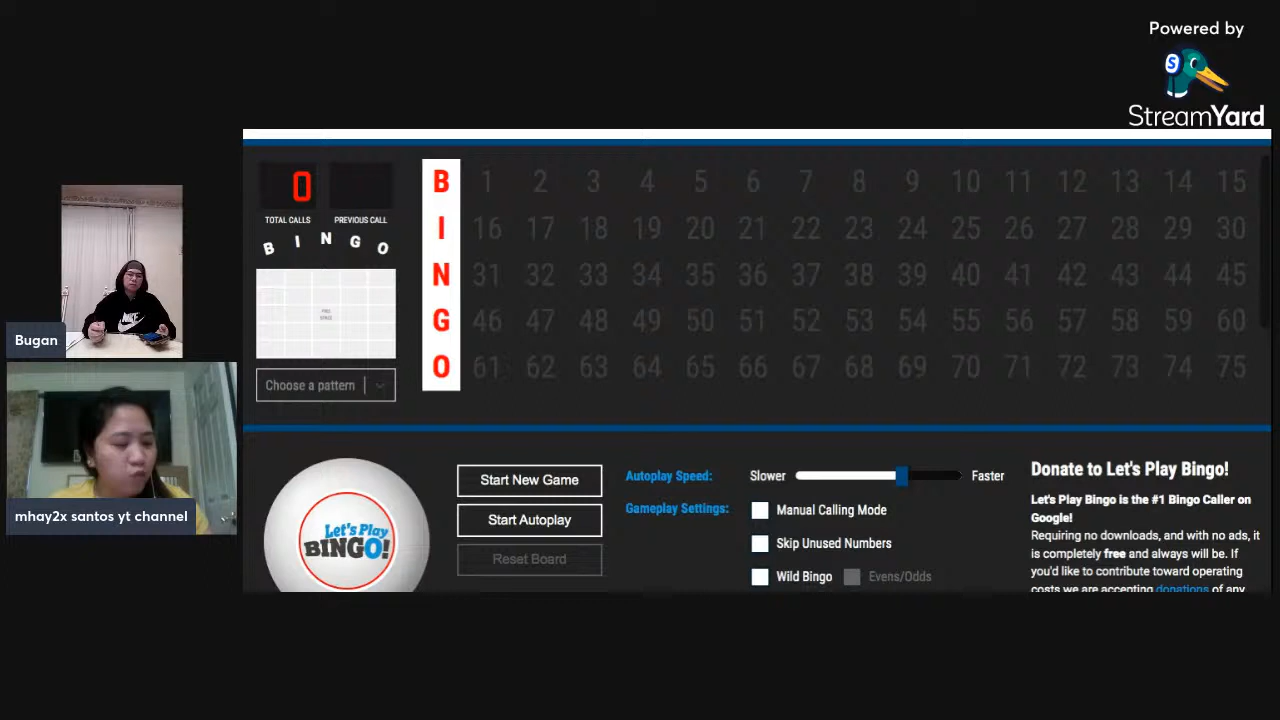 Powered by
S
StreamYard
0
TOTAL CALLS
PREVIOUS CALL
B I N G O
FREE
SPACE
Choose a pattern
B 1 2 3 4 5 6 7 8 9 10 11 12 13 14 15
I 16 17 18 19 20 21 22 23 24 25 26 27 28 29 30
N 31 32 33 34 35 36 37 38 39 40 41 42 43 44 45
G 46 47 48 49 50 51 52 53 54 55 56 57 58 59 60
O 61 62 63 64 65 66 67 68 69 70 71 72 73 74 75
NIKE
Bugan
mhay2x santos yt channel
Let's Play
BINGO!
Start New Game
Start Autoplay
Reset Board
Autoplay Speed:
Slower
Faster
Gameplay Settings:
Manual Calling Mode
Skip Unused Numbers
Wild Bingo
Evens/Odds
Donate to Let's Play Bingo!
Let's Play Bingo is the #1 Bingo Caller on
Google!
Requiring no downloads, and with no ads, it
is completely free and always will be. If
you'd like to contribute toward operating
costs we are accepting donations of any